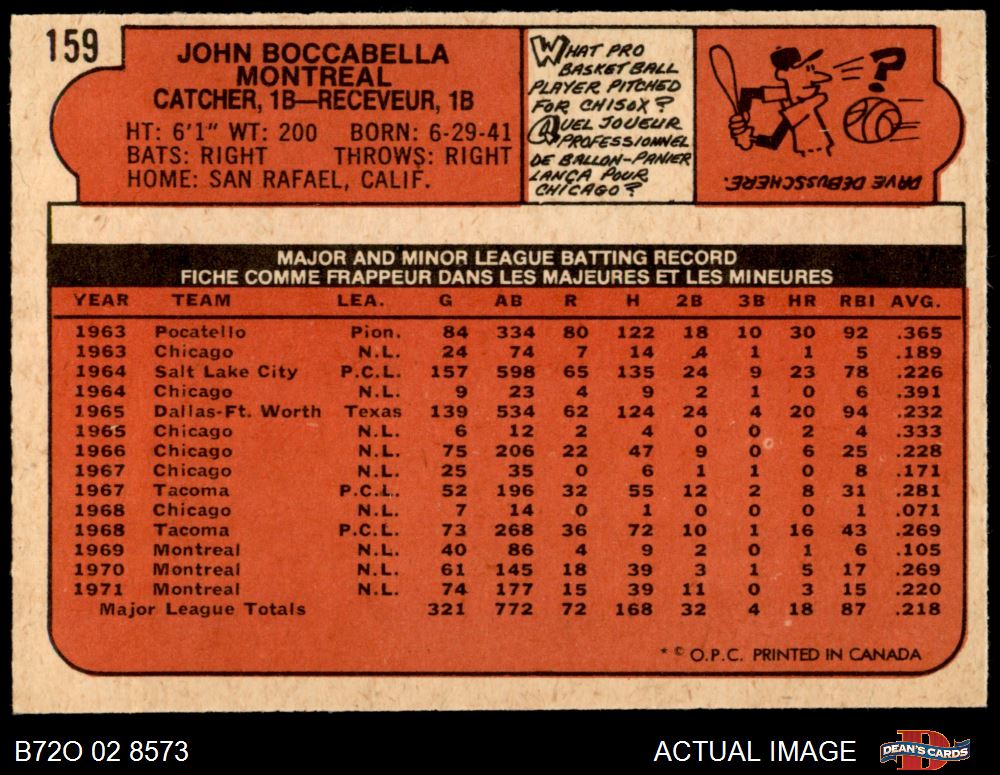 159
JOHN BOCCABELLA
MONTREAL
CATCHER, 1B—RECEVEUR, 1B
HT: 6'1" WT: 200 BORN: 6-29-41
BATS: RIGHT THROWS: RIGHT
HOME: SAN RAFAEL, CALIF.
WHAT PRO
BASKETBALL
PLAYER PITCHED
FOR CHISOX?
QUEL JOUEUR
PROFESSIONNEL
DE BALLON-PANIER
LANÇA POUR
CHICAGO?
?
DAVE DEBUSSCHERE.
MAJOR AND MINOR LEAGUE BATTING RECORD
FICHE COMME FRAPPEUR DANS LES MAJEURES ET LES MINEURES
YEAR TEAM LEA. G AB R H 2B 3B HR RBI AVG.
1963 Pocatello Pion. 84 334 80 122 18 10 30 92 .365
1963 Chicago N.L. 24 74 7 14 4 1 1 5 .189
1964 Salt Lake City P.C.L. 157 598 65 135 24 9 23 78 .226
1964 Chicago N.L. 9 23 4 9 2 1 0 6 .391
1965 Dallas-Ft. Worth Texas 139 534 62 124 24 4 20 94 .232
1965 Chicago N.L. 6 12 2 4 0 0 2 4 .333
1966 Chicago N.L. 75 206 22 47 9 0 6 25 .228
1967 Chicago N.L. 25 35 0 6 1 1 0 8 .171
1967 Tacoma P.C.L. 52 196 32 55 12 2 8 31 .281
1968 Chicago N.L. 7 14 0 1 0 0 0 1 .071
1968 Tacoma P.C.L. 73 268 36 72 10 1 16 43 .269
1969 Montreal N.L. 40 86 4 9 2 0 1 6 .105
1970 Montreal N.L. 61 145 18 39 3 1 5 17 .269
1971 Montreal N.L. 74 177 15 39 11 0 3 15 .220
Major League Totals 321 772 72 168 32 4 18 87 .218
* © O.P.C. PRINTED IN CANADA
B72O 02 8573
ACTUAL IMAGE
DEAN'S CARDS